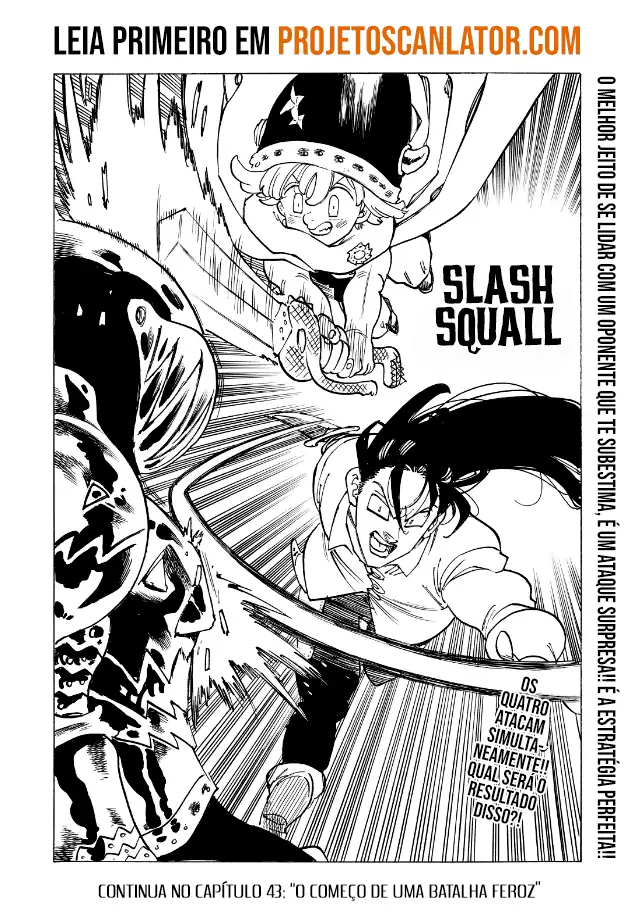 LEIA PRIMEIRO EM PROJETOSCANLATOR.COM
O MELHOR JEITO DE SE LIDAR COM UM OPONENTE QUE TE SUBESTIMA, É UM ATAQUE SURPRESA!! É A ESTRATÉGIA PERFEITA!!
SLASH
SQUALL
OS
QUATRO
ATACAM
SIMULTA-
NEAMENTE!!
QUAL SERÁ O
RESULTADO
DISSO?!
CONTINUA NO CAPÍTULO 43: "O COMEÇO DE UMA BATALHA FEROZ"